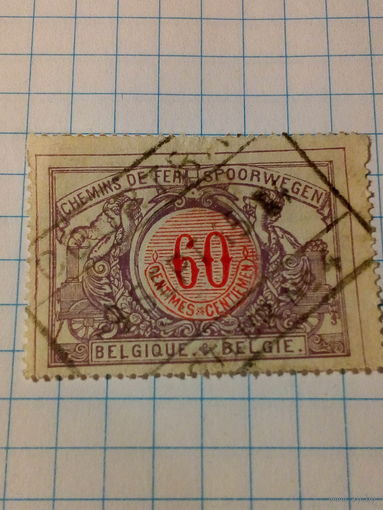 CHEMINS DE FER SPOORWEGEN
60
CENTIMES CENTIEMEN
BELGIQUE. BELGIE.